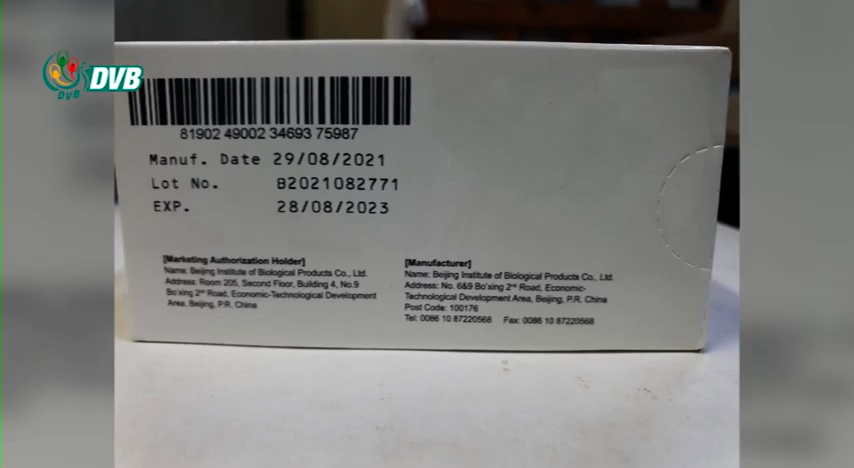 DVB
DVB
81902 49002 34693 75987
Manuf. Date 29/08/2021
Lot No. B2021082771
EXP. 28/08/2023
[Marketing Authorization Holder]
Name: Beijing Institute of Biological Products Co., Ltd.
Address: Room 205, Second Floor, Building 4, No.9
Bo'xing 2nd Road, Economic-Technological Development
Area, Beijing, P.R. China
[Manufacturer]
Name: Beijing Institute of Biological Products Co., Ltd.
Address: No. 6&9 Bo'xing 2nd Road, Economic-
Technological Development Area, Beijing, P.R. China
Post Code: 100176
Tel: 0086 10 87220568 Fax: 0086 10 87220568